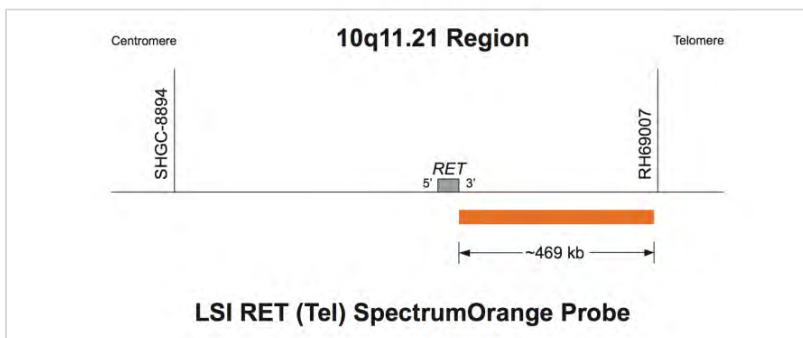 10q11.21 Region
Centromere
Telomere
SHGC-8894
RH69007
RET
5' 3'
~469 kb
LSI RET (Tel) SpectrumOrange Probe